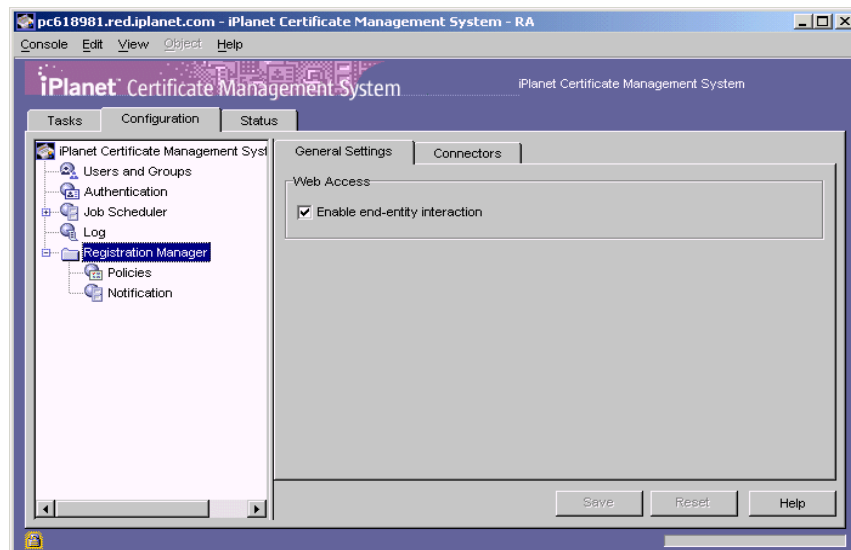 pc618981.red.iplanet.com - iPlanet Certificate Management System - RA
Console Edit View Object Help
iPlanet Certificate Management System
iPlanet Certificate Management System
Tasks Configuration Status
iPlanet Certificate Management Syst
Users and Groups
Authentication
Job Scheduler
Log
Registration Manager
Policies
Notification
General Settings Connectors
Web Access
Enable end-entity interaction
Save Reset Help